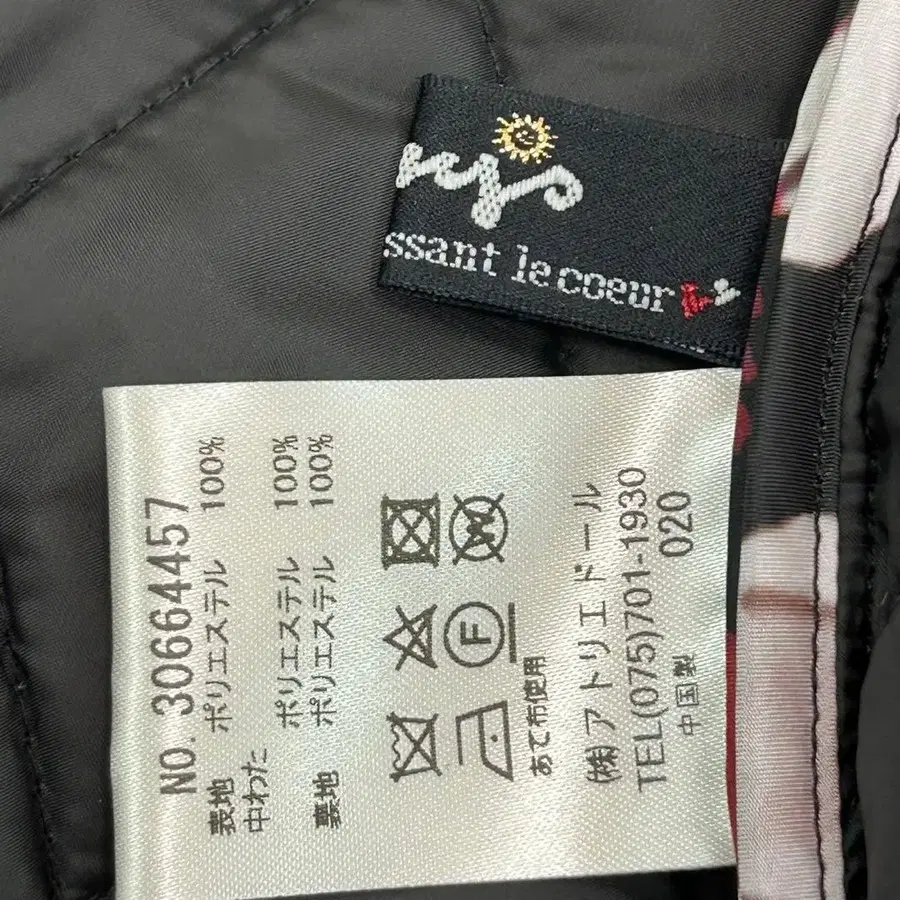 ssant le coeur
NO. 30664457
表地 ポリエステル 100%
中わた
ポリエステル 100%
裏地 ポリエステル 100%
W
F
あて布使用
(株)アトリエドール
TEL(075)701-1930
020
中国製